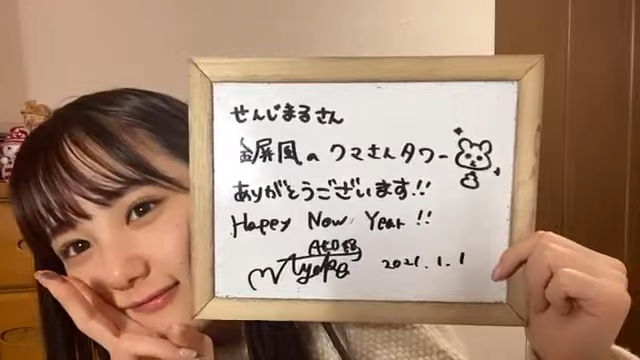 せんじまるさん
金屏風の クマさんタワー
ありがとうございます!!
Happy New Year !!
2021.1.1